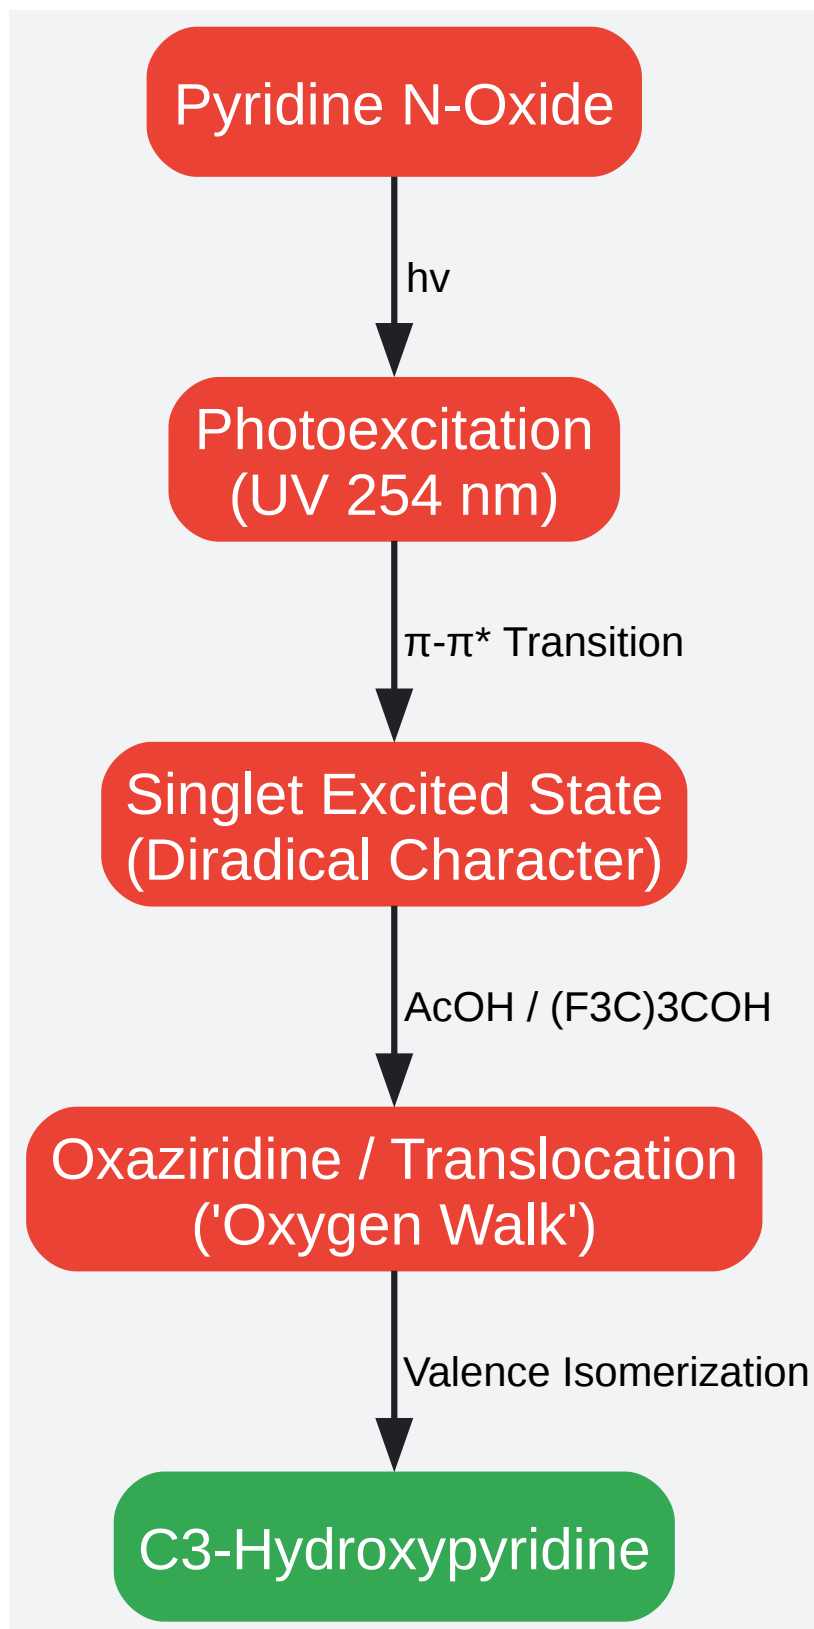 Pyridine N-Oxide
hv
Photoexcitation
(UV 254 nm)
π-π* Transition
Singlet Excited State
(Diradical Character)
AcOH / (F3C)3COH
Oxaziridine / Translocation
('Oxygen Walk')
Valence Isomerization
C3-Hydroxypyridine